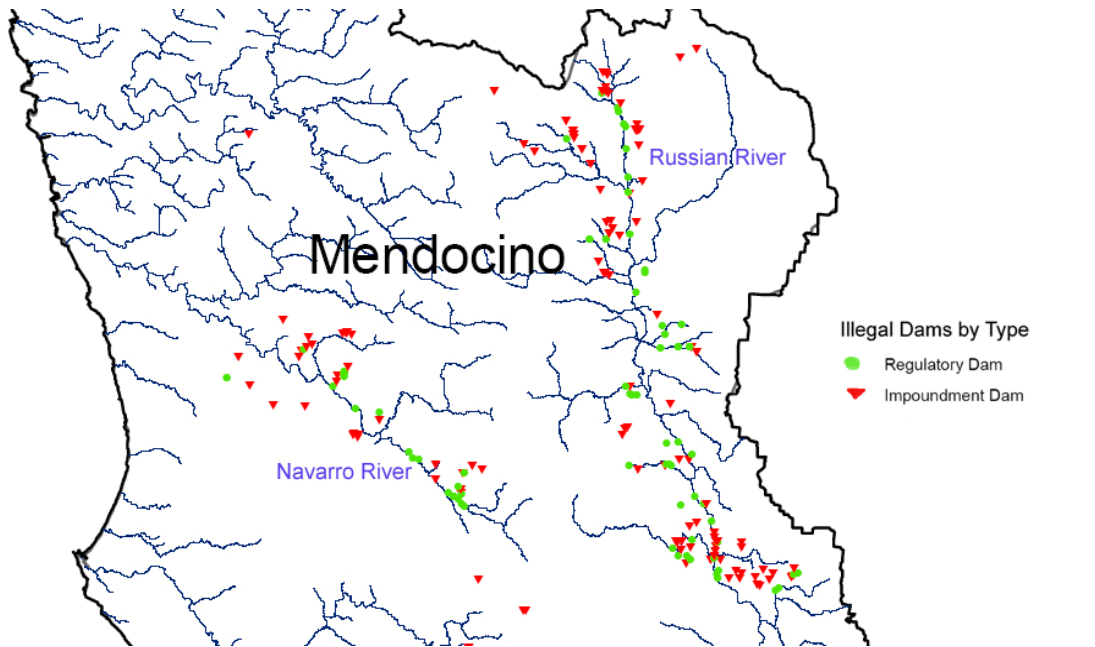 Russian River
Mendocino
Illegal Dams by Type
Regulatory Dam
Impoundment Dam
Navarro River